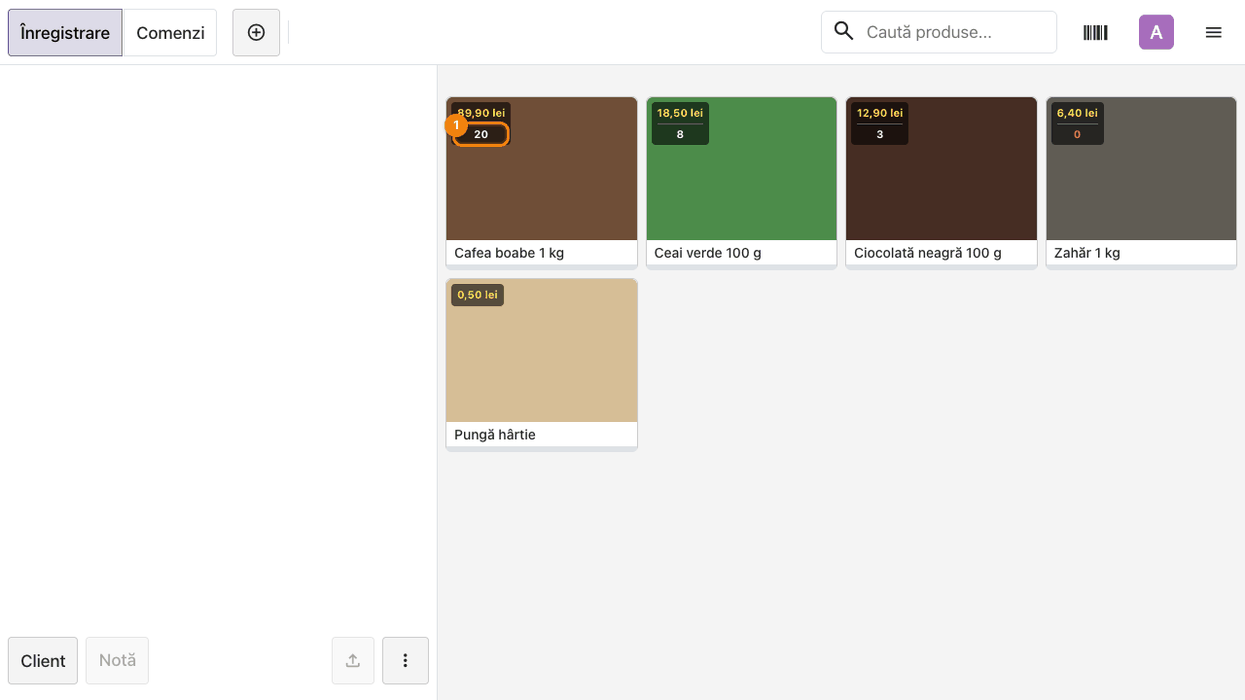 Înregistrare
Comenzi
Caută produse...
A
89,90 lei
1
20
Cafea boabe 1 kg
18,50 lei
8
Ceai verde 100 g
12,90 lei
3
Ciocolată neagră 100 g
6,40 lei
0
Zahăr 1 kg
0,50 lei
Pungă hârtie
Client
Notă